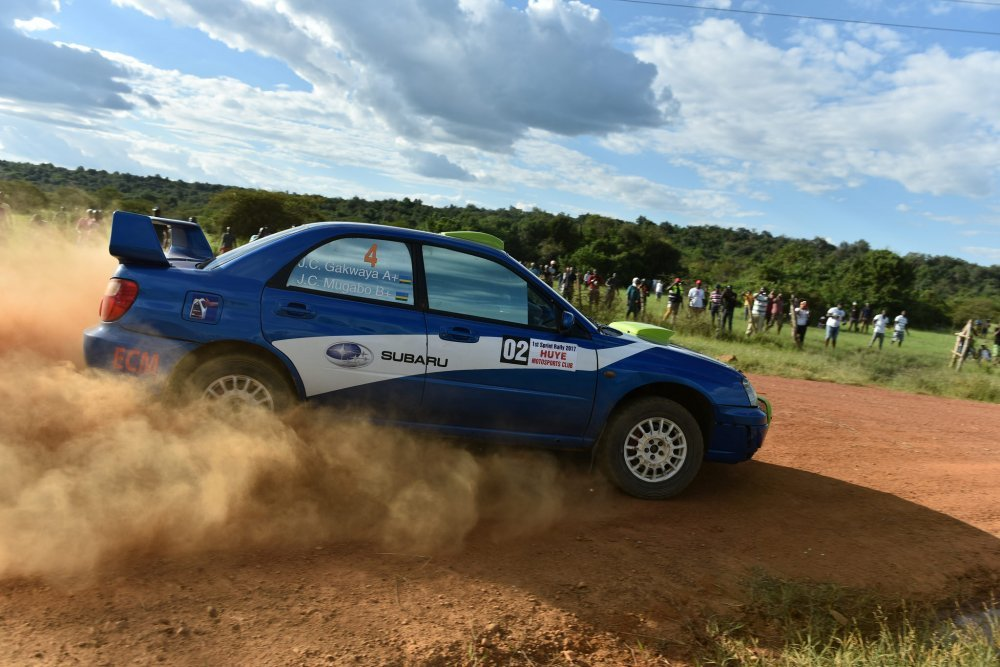 4
J.C. Gakwaya A+
J.C. Mugabo B+
ECM
SUBARU
02
1st Sprint Rally 2017
HUYE
MOTORSPORTS CLUB